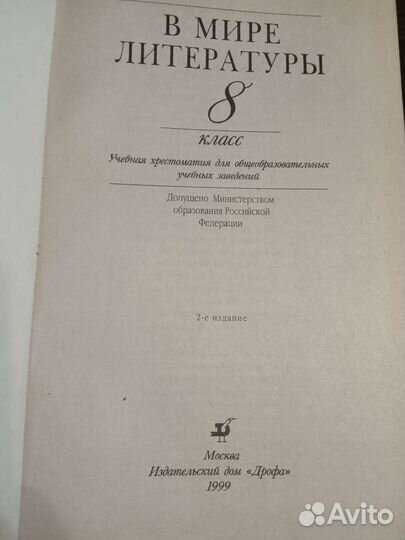 В МИРЕ
ЛИТЕРАТУРЫ
8
класс
Учебная хрестоматия для общеобразовательных
учебных заведений
Допущено Министерством
образования Российской
Федерации
2-е издание
Москва
Издательский дом «Дрофа»
1999
Avito